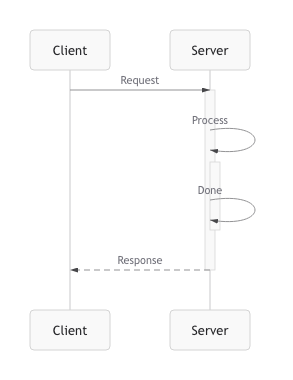 Client Server
Request
Process
Done
Response
Client Server